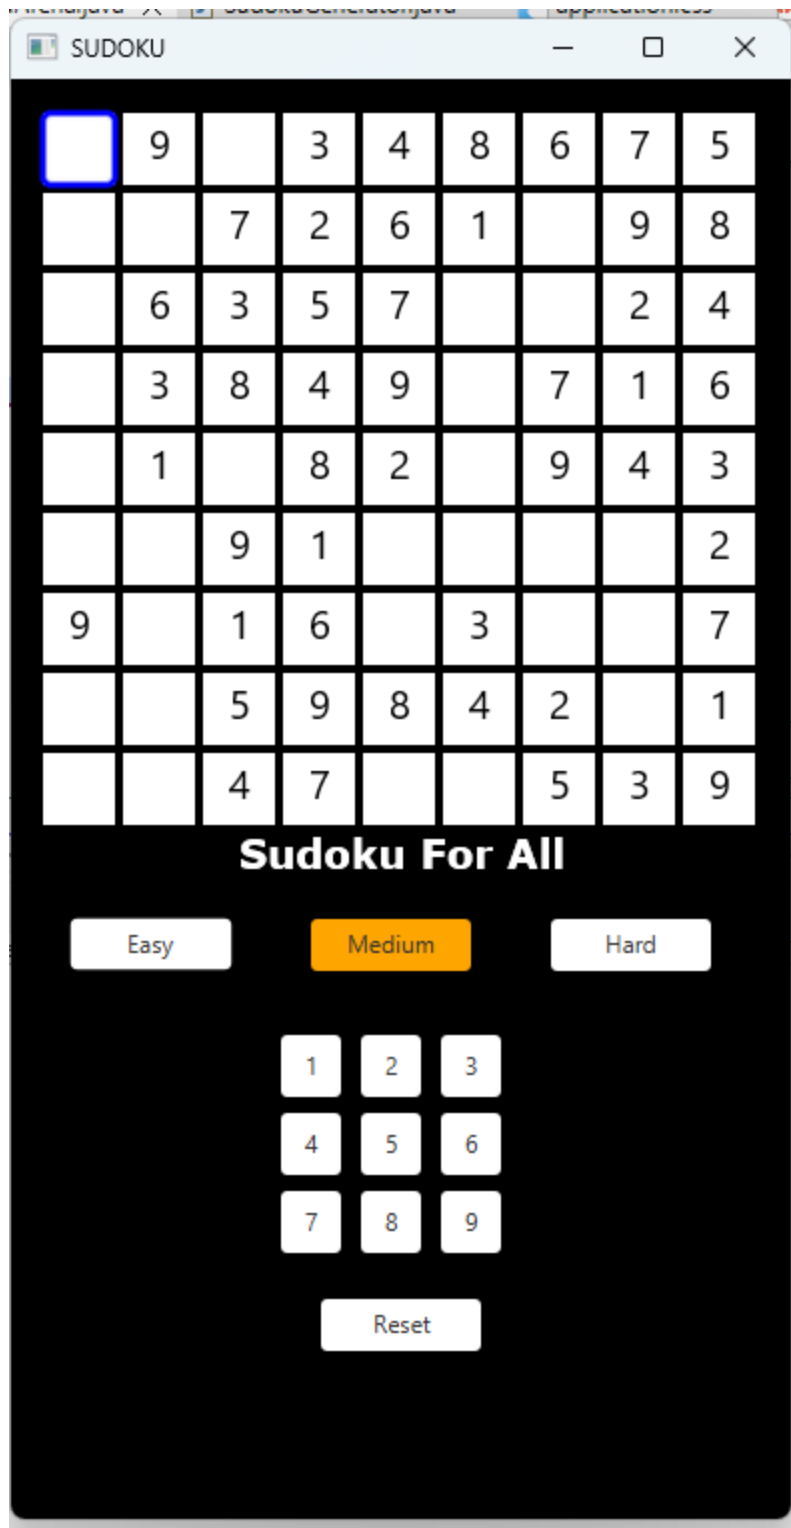 SUDOKU
9 3 4 8 6 7 5
7 2 6 1 9 8
6 3 5 7 2 4
3 8 4 9 7 1 6
1 8 2 9 4 3
9 1 2
9 1 6 3 7
5 9 8 4 2 1
4 7 5 3 9
Sudoku For All
Easy Medium Hard
1 2 3
4 5 6
7 8 9
Reset